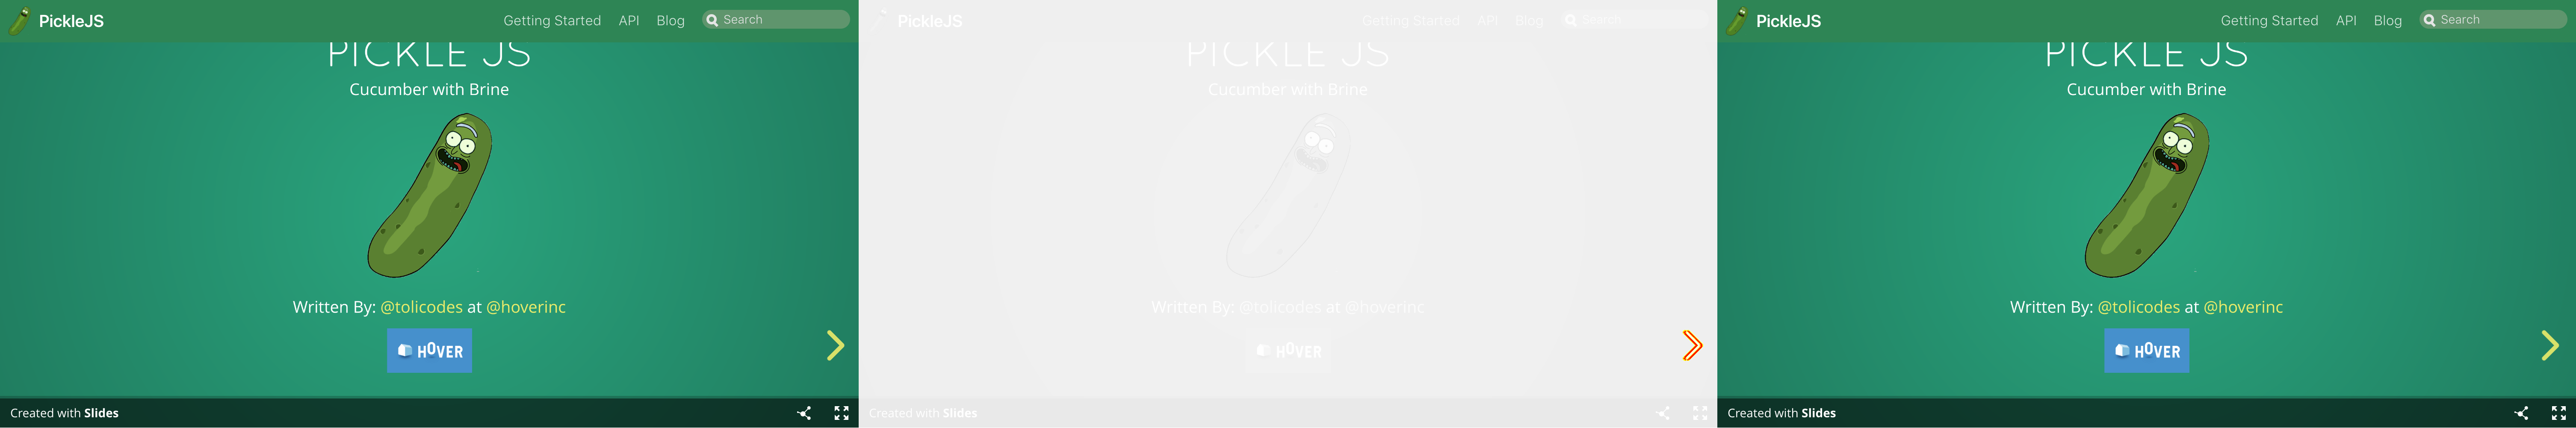 PickleJS Getting Started API Blog Search
PICKLE JS
Cucumber with Brine
Written By: @tolicodes at @hoverinc
HOVER
Created with Slides
PickleJS Getting Started API Blog Search
PICKLE JS
Cucumber with Brine
Written By: @tolicodes at @hoverinc
HOVER
Created with Slides
PickleJS Getting Started API Blog Search
PICKLE JS
Cucumber with Brine
Written By: @tolicodes at @hoverinc
HOVER
Created with Slides